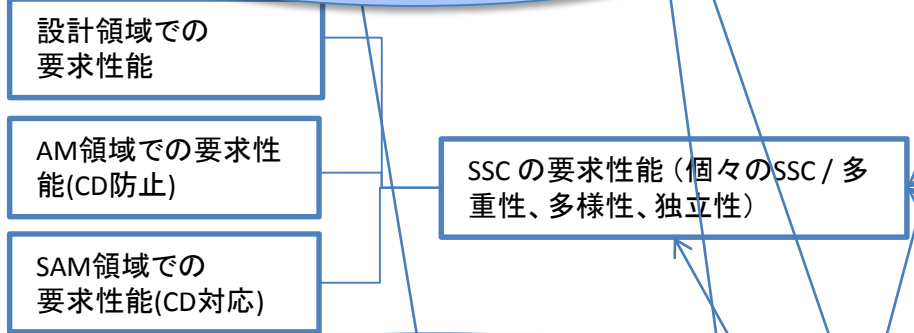 設計領域での
要求性能
AM領域での要求性
能(CD防止)
SSC の要求性能（個々のSSC / 多
重性、多様性、独立性）
SAM領域での
要求性能(CD対応)